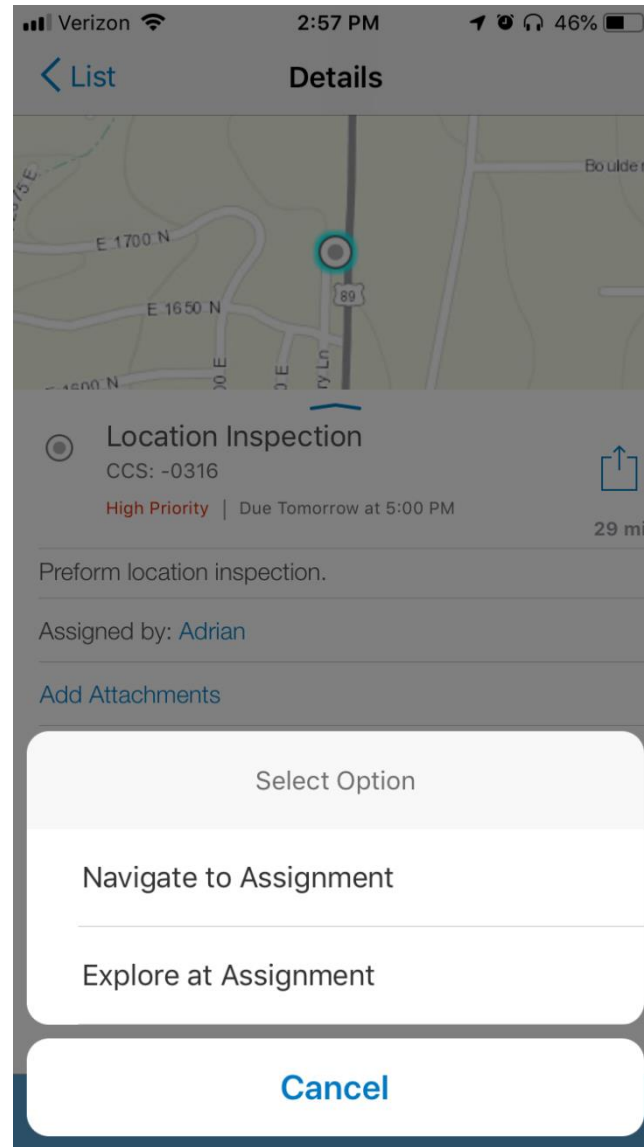 Verizon 2:57 PM 46%
List Details
Boulder
E 1700 N
89
E 1650 N
Location Inspection
CCS: -0316
High Priority | Due Tomorrow at 5:00 PM
29 mi
Preform location inspection.
Assigned by: Adrian
Add Attachments
Select Option
Navigate to Assignment
Explore at Assignment
Cancel